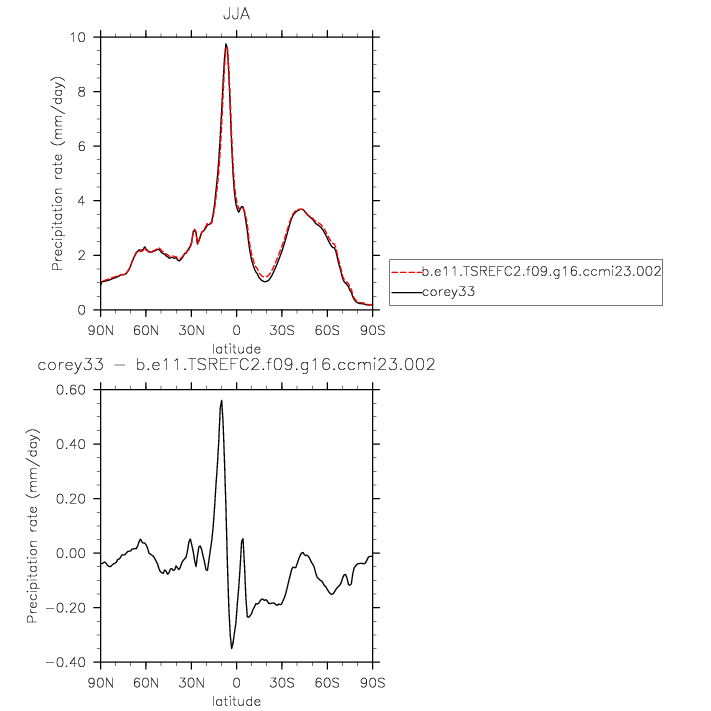 JJA
10
8
6
4
2
0
Precipitation rate (mm/day)
90N 60N 30N 0 30S 60S 90S
latitude
b.e11.TSREFC2.f09.g16.ccmi23.002
corey33
corey33 − b.e11.TSREFC2.f09.g16.ccmi23.002
0.60
0.40
0.20
0.00
−0.20
−0.40
Precipitation rate (mm/day)
90N 60N 30N 0 30S 60S 90S
latitude